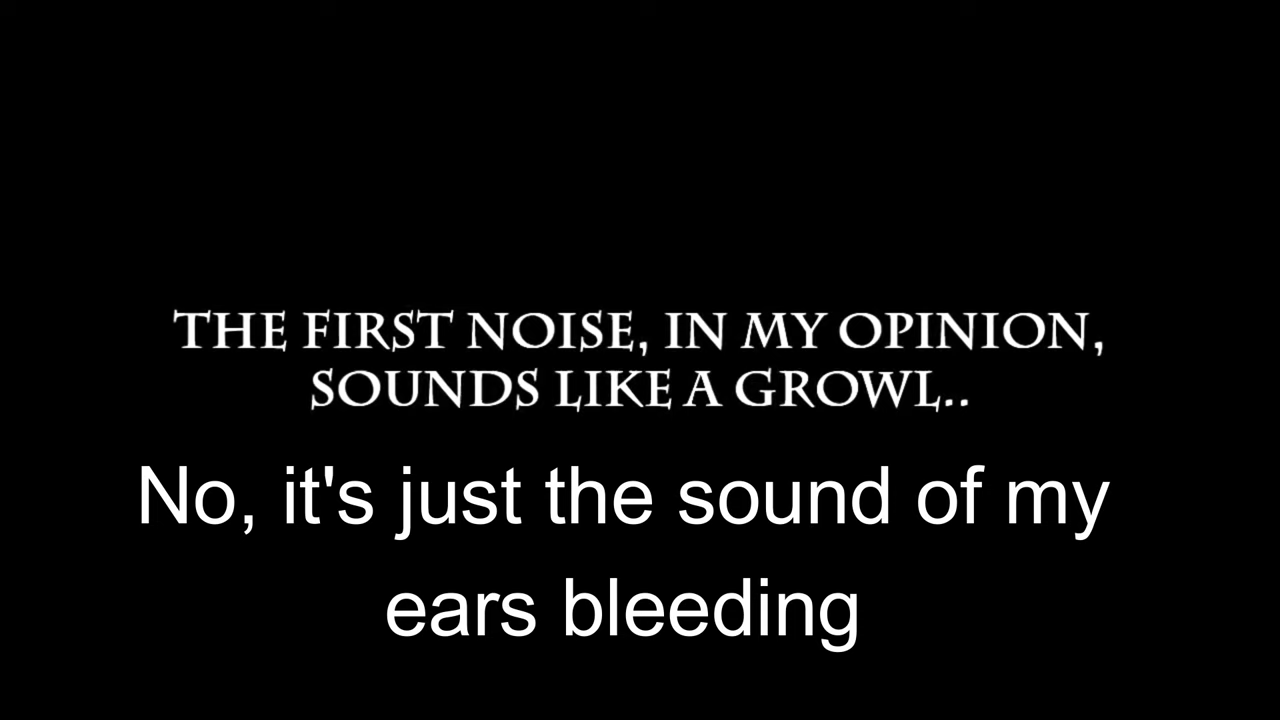 THE FIRST NOISE, IN MY OPINION,
SOUNDS LIKE A GROWL..
No, it's just the sound of my
ears bleeding